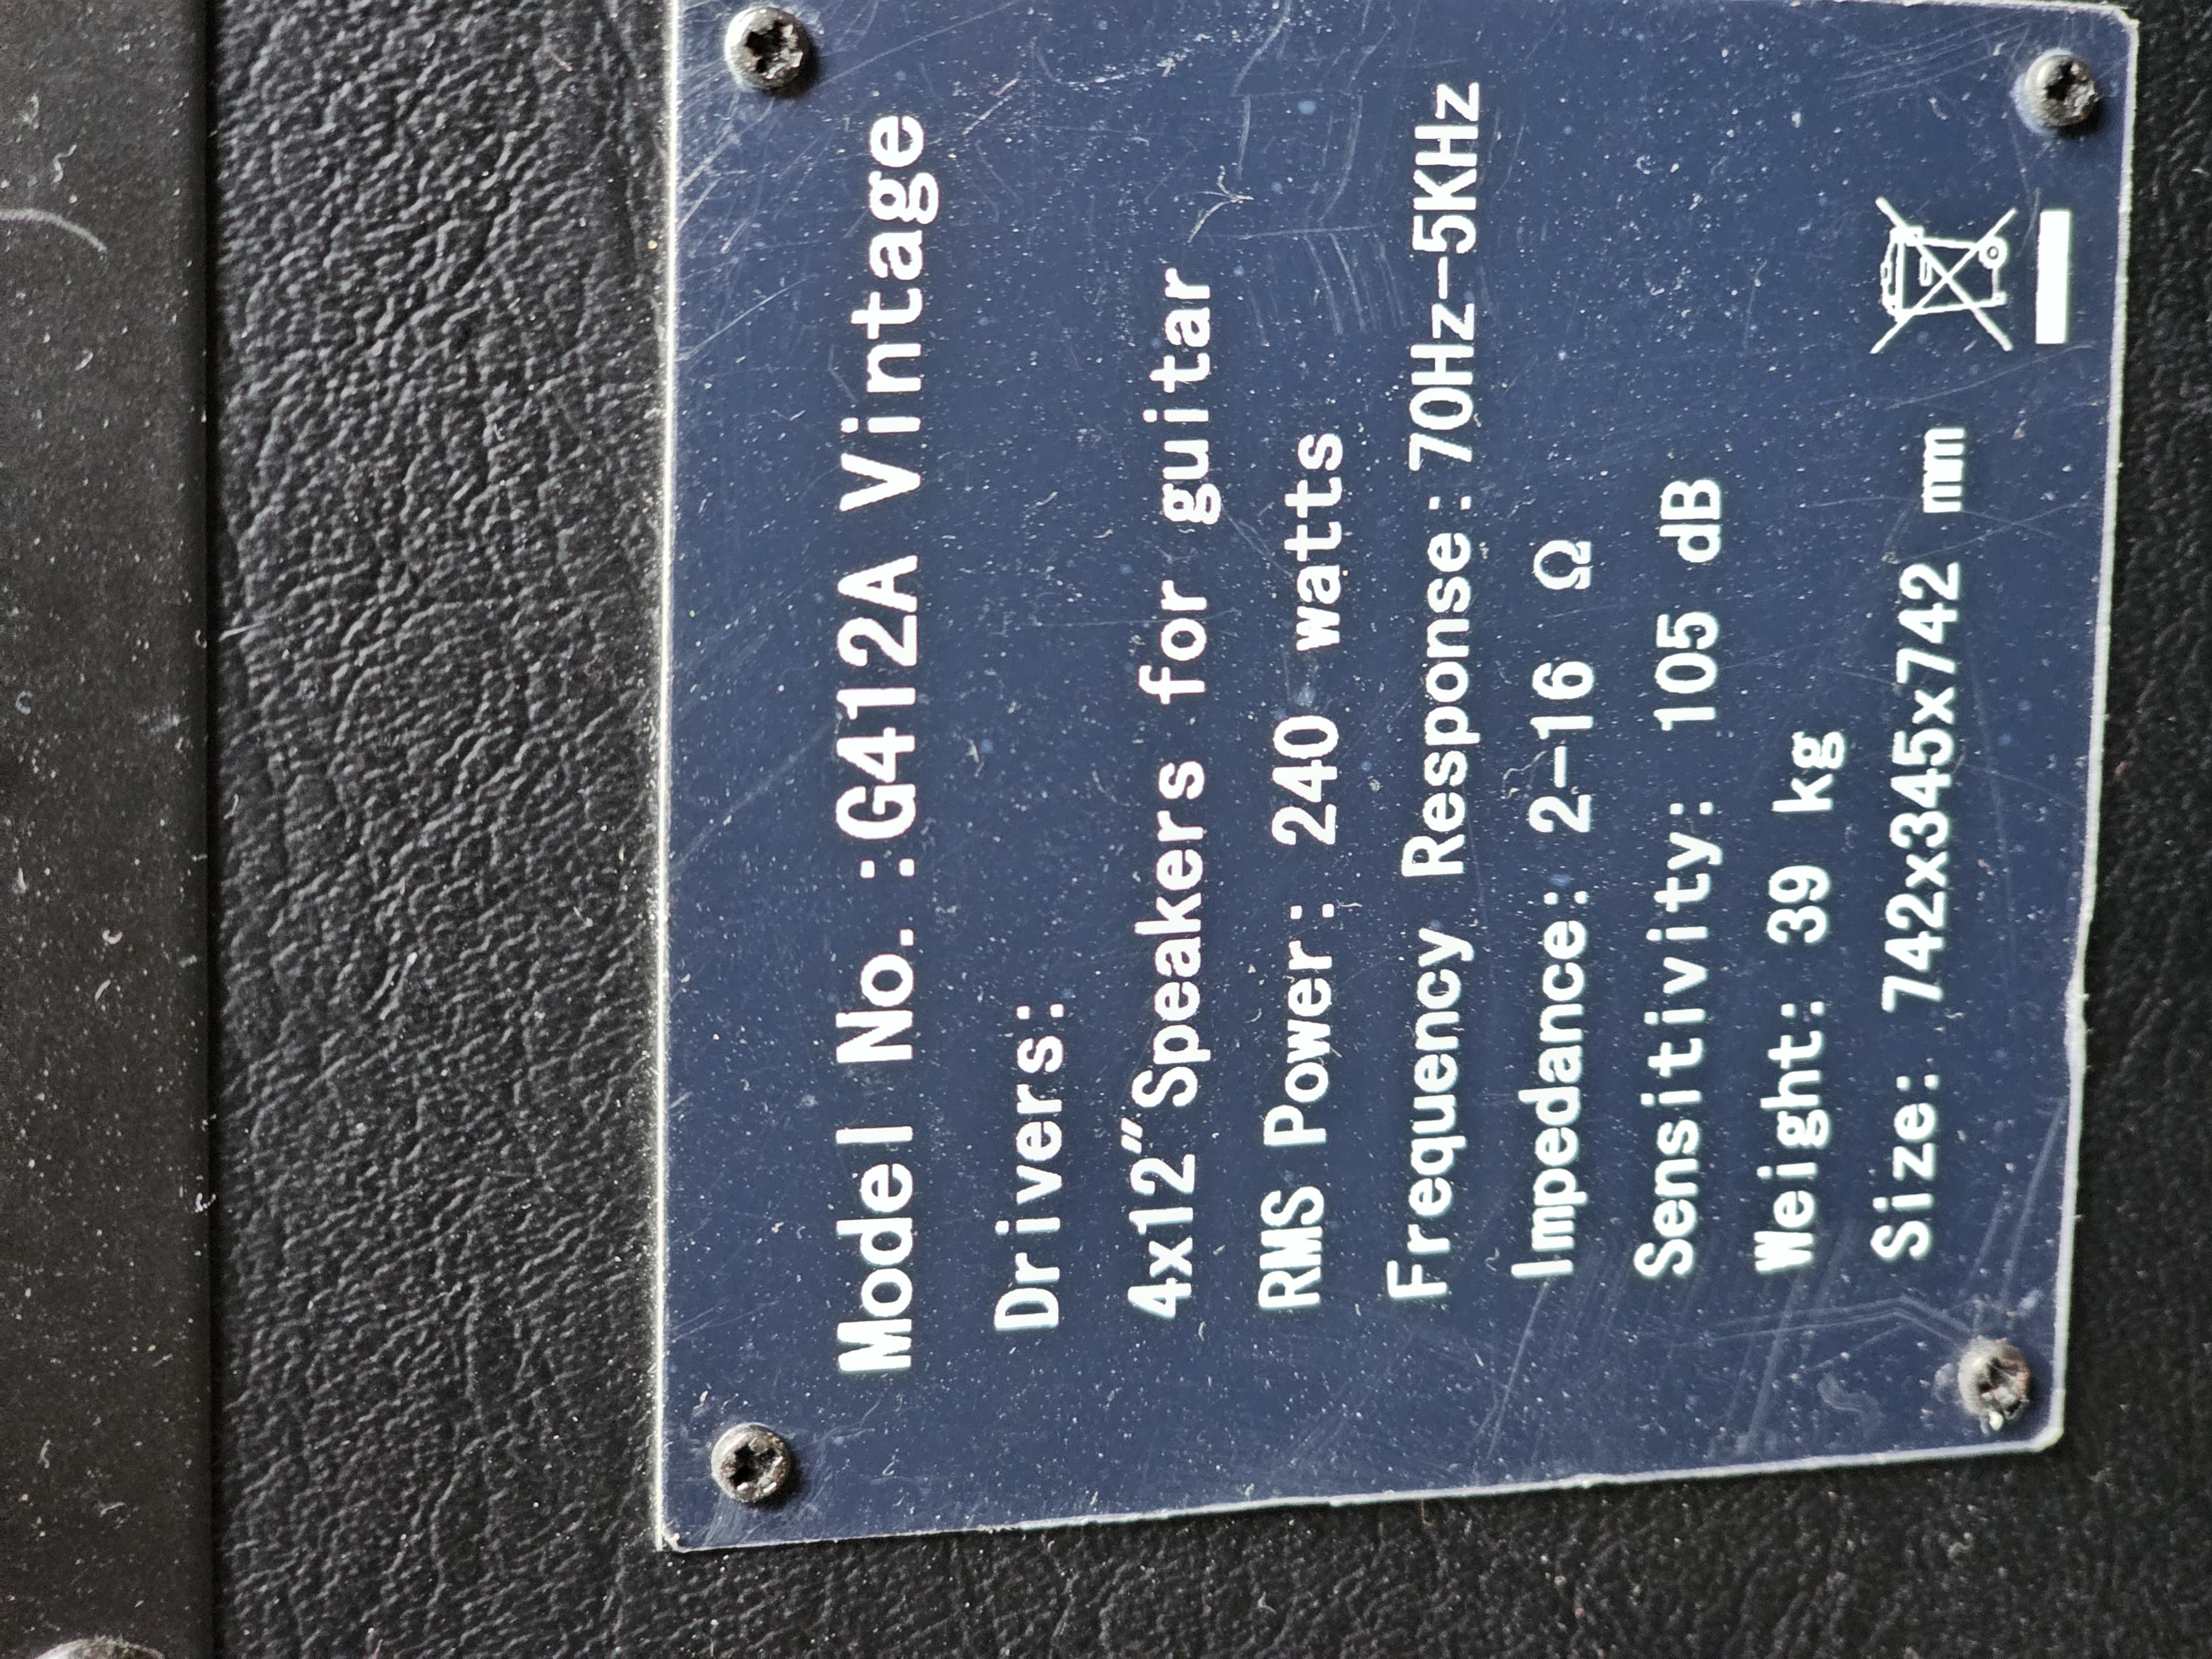 Model No. :G412A Vintage
Drivers:
4x12"Speakers for guitar
RMS Power: 240 watts
Frequency Response:70Hz-5KHz
Impedance: 2-16 Ω
Sensitivity: 105 dB
Weight: 39 kg
Size: 742x345x742 mm